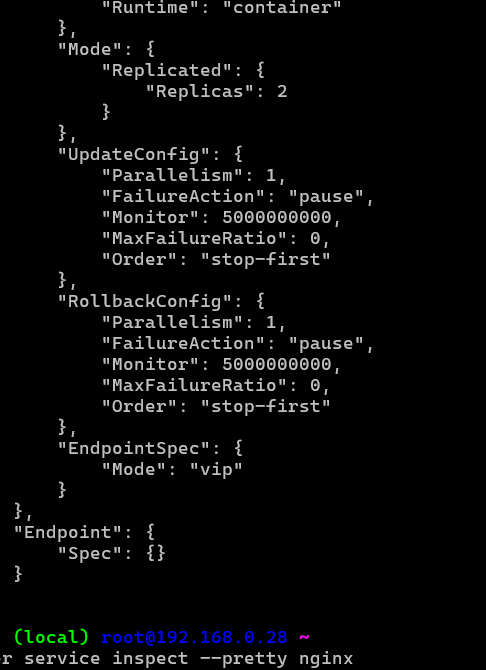 "Runtime": "container"
},
"Mode": {
"Replicated": {
"Replicas": 2
}
},
"UpdateConfig": {
"Parallelism": 1,
"FailureAction": "pause",
"Monitor": 5000000000,
"MaxFailureRatio": 0,
"Order": "stop-first"
},
"RollbackConfig": {
"Parallelism": 1,
"FailureAction": "pause",
"Monitor": 5000000000,
"MaxFailureRatio": 0,
"Order": "stop-first"
},
"EndpointSpec": {
"Mode": "vip"
}
},
"Endpoint": {
"Spec": {}
}
(local) root@192.168.0.28 ~
r service inspect --pretty nginx